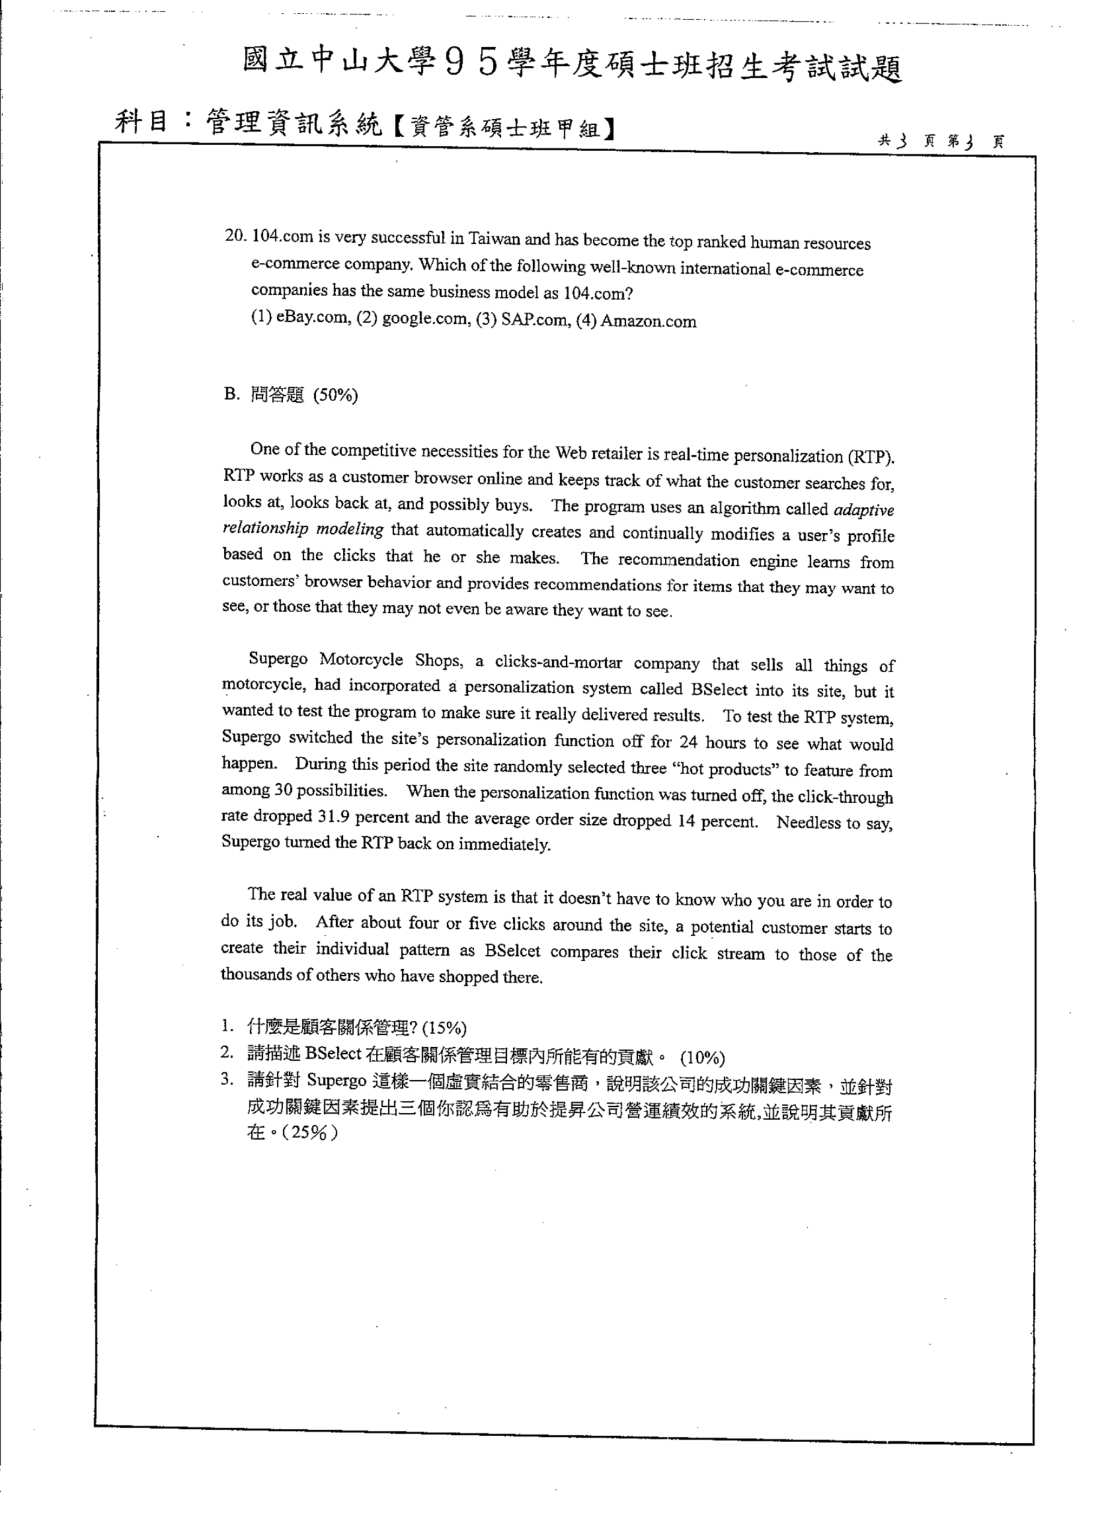 國立中山大學95學年度碩士班招生考試試題
科目：管理資訊系統【資管系碩士班甲組】
共3頁第3頁
20. 104.com is very successful in Taiwan and has become the top ranked human resources
e-commerce company. Which of the following well-known international e-commerce
companies has the same business model as 104.com?
(1) eBay.com, (2) google.com, (3) SAP.com, (4) Amazon.com
B. 問答題 (50%)
One of the competitive necessities for the Web retailer is real-time personalization (RTP).
RTP works as a customer browser online and keeps track of what the customer searches for,
looks at, looks back at, and possibly buys. The program uses an algorithm called adaptive
relationship modeling that automatically creates and continually modifies a user's profile
based on the clicks that he or she makes. The recommendation engine learns from
customers' browser behavior and provides recommendations for items that they may want to
see, or those that they may not even be aware they want to see.
Supergo Motorcycle Shops, a clicks-and-mortar company that sells all things of
motorcycle, had incorporated a personalization system called BSelect into its site, but it
wanted to test the program to make sure it really delivered results. To test the RTP system,
Supergo switched the site's personalization function off for 24 hours to see what would
happen. During this period the site randomly selected three “hot products” to feature from
among 30 possibilities. When the personalization function was turned off, the click-through
rate dropped 31.9 percent and the average order size dropped 14 percent. Needless to say,
Supergo turned the RTP back on immediately.
The real value of an RTP system is that it doesn't have to know who you are in order to
do its job. After about four or five clicks around the site, a potential customer starts to
create their individual pattern as BSelcet compares their click stream to those of the
thousands of others who have shopped there.
1. 什麼是顧客關係管理? (15%)
2. 請描述 BSelect 在顧客關係管理目標內所能有的貢獻。 (10%)
3. 請針對 Supergo 這樣一個虛實結合的零售商，說明該公司的成功關鍵因素，並針對
成功關鍵因素提出三個你認為有助於提昇公司營運績效的系統,並說明其貢獻所
在。(25%)